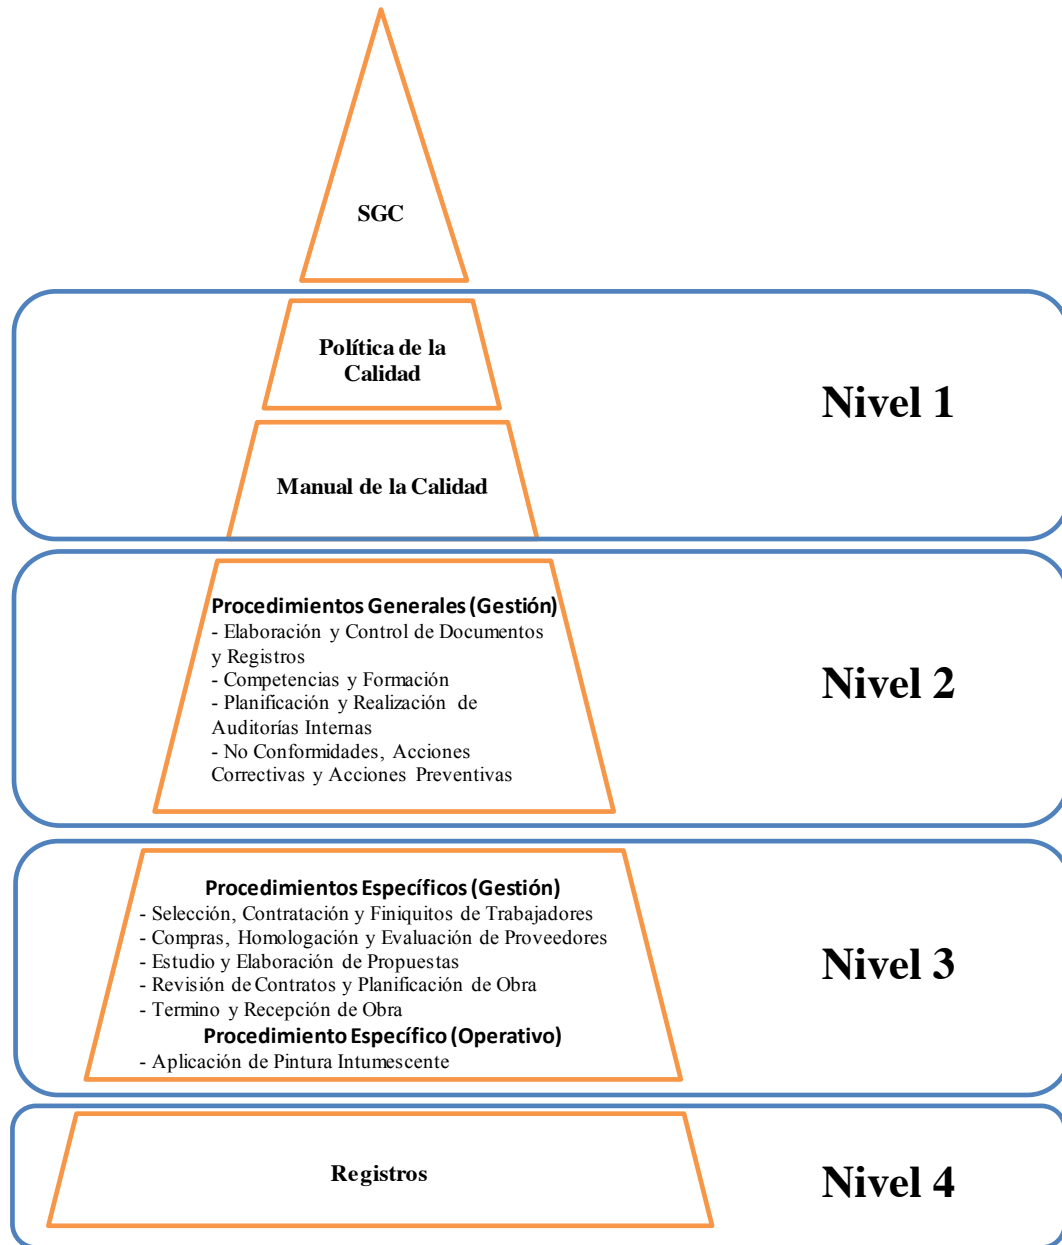 SGC
Política de la
Calidad
Nivel 1
Manual de la Calidad
Procedimientos Generales (Gestión)
- Elaboración y Control de Documentos
y Registros
- Competencias y Formación
- Planificación y Realización de
Auditorías Internas
- No Conformidades, Acciones
Correctivas y Acciones Preventivas
Nivel 2
Procedimientos Específicos (Gestión)
- Selección, Contratación y Finiquitos de Trabajadores
- Compras, Homologación y Evaluación de Proveedores
- Estudio y Elaboración de Propuestas
- Revisión de Contratos y Planificación de Obra
- Termino y Recepción de Obra
Procedimiento Específico (Operativo)
- Aplicación de Pintura Intumescente
Nivel 3
Registros
Nivel 4